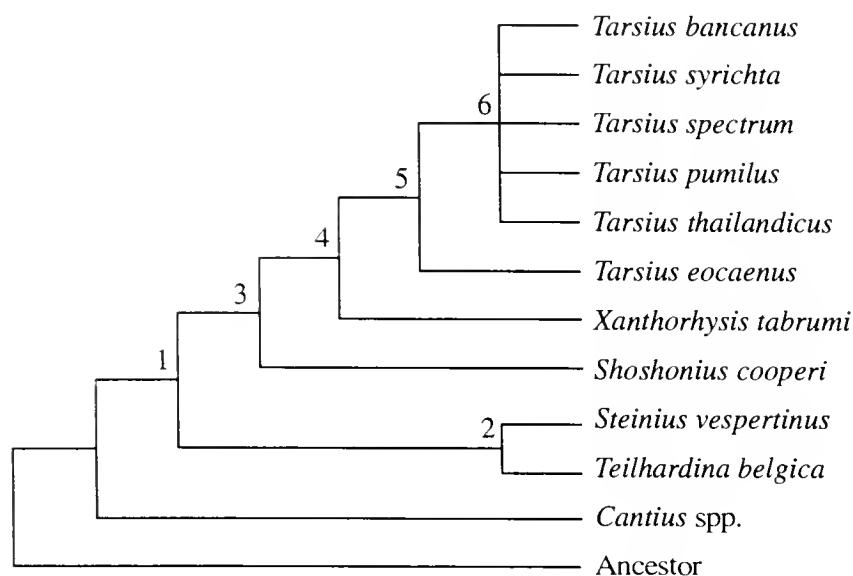 Tarsius bancanus
Tarsius syrichta
6
Tarsius spectrum
Tarsius pumilus
5
Tarsius thailandicus
4
Tarsius eocaenus
3
Xanthorhysis tabrumi
1
Shoshonius cooperi
2
Steinius vespertinus
Teilhardina belgica
Cantius spp.
Ancestor